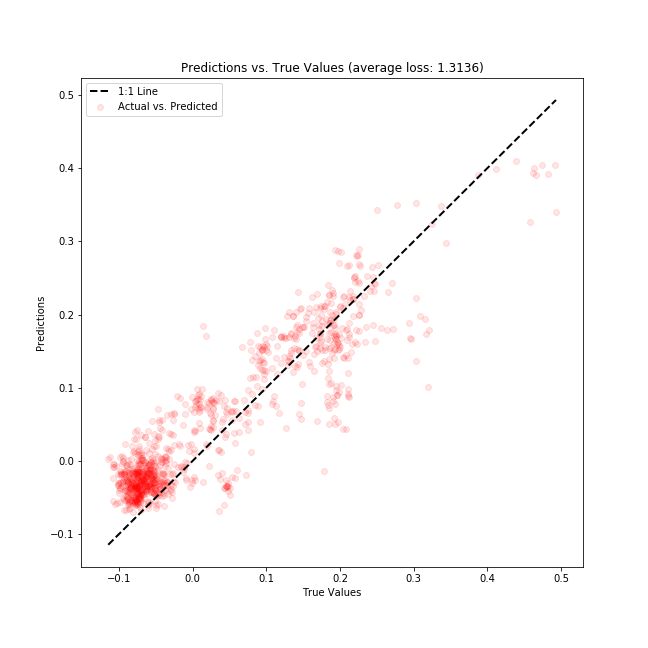 Predictions vs. True Values (average loss: 1.3136)
1:1 Line
Actual vs. Predicted
0.5
0.4
0.3
0.2
0.1
0.0
−0.1
Predictions
−0.1 0.0 0.1 0.2 0.3 0.4 0.5
True Values